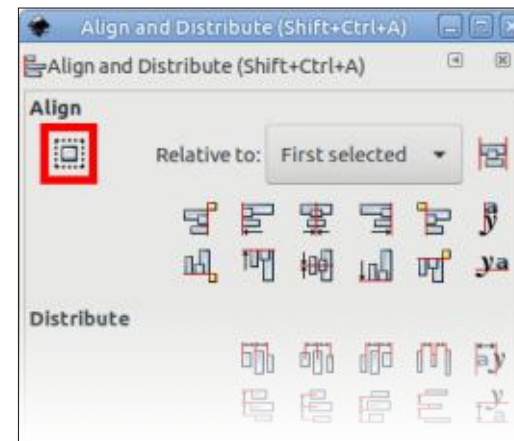 Align and Distribute (Shift+Ctrl+A)
Align and Distribute (Shift+Ctrl+A)
Align
Relative to: First selected
Distribute